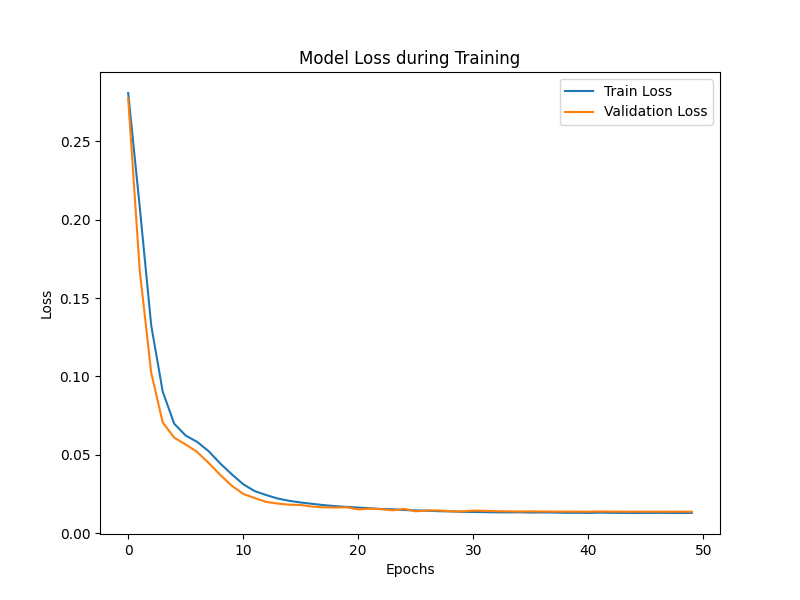 Model Loss during Training
Train Loss
Validation Loss
0.25
0.20
0.15
0.10
0.05
0.00
Loss
0 10 20 30 40 50
Epochs